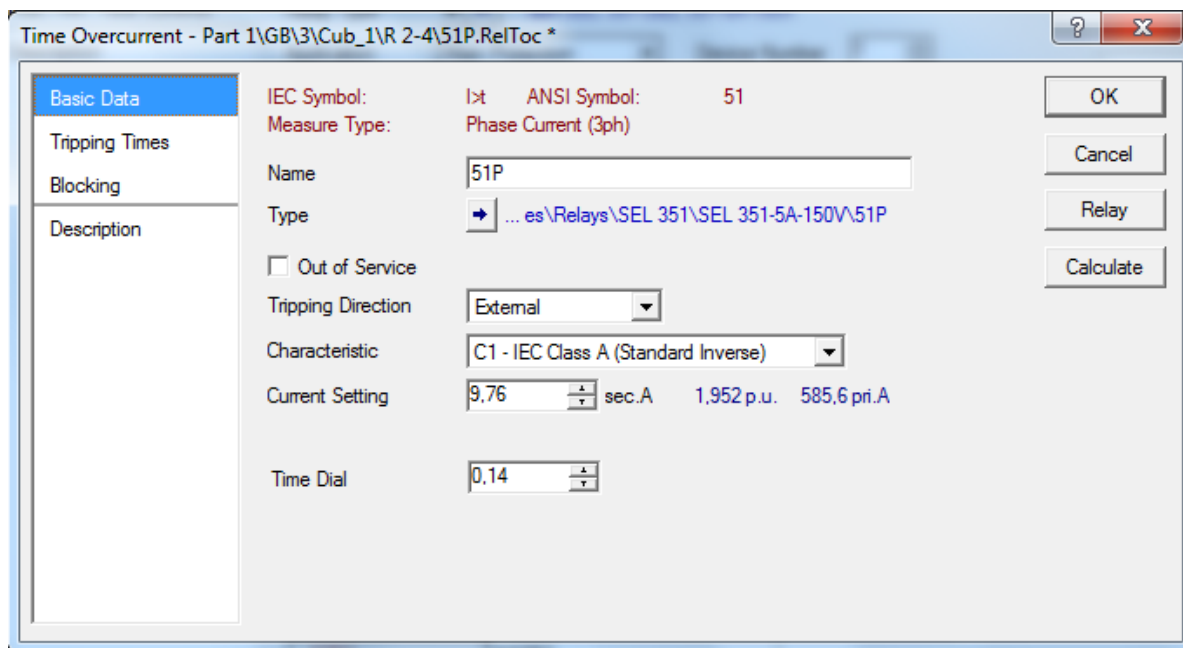 Time Overcurrent - Part 1\GB\3\Cub_1\R 2-4\51P.RelToc *
Basic Data
Tripping Times
Blocking
Description
IEC Symbol: I>t ANSI Symbol: 51
Measure Type: Phase Current (3ph)
Name 51P
Type ... es\Relays\SEL 351\SEL 351-5A-150V\51P
Out of Service
Tripping Direction External
Characteristic C1 - IEC Class A (Standard Inverse)
Current Setting 9,76 sec.A 1,952 p.u. 585,6 pri.A
Time Dial 0,14
OK
Cancel
Relay
Calculate